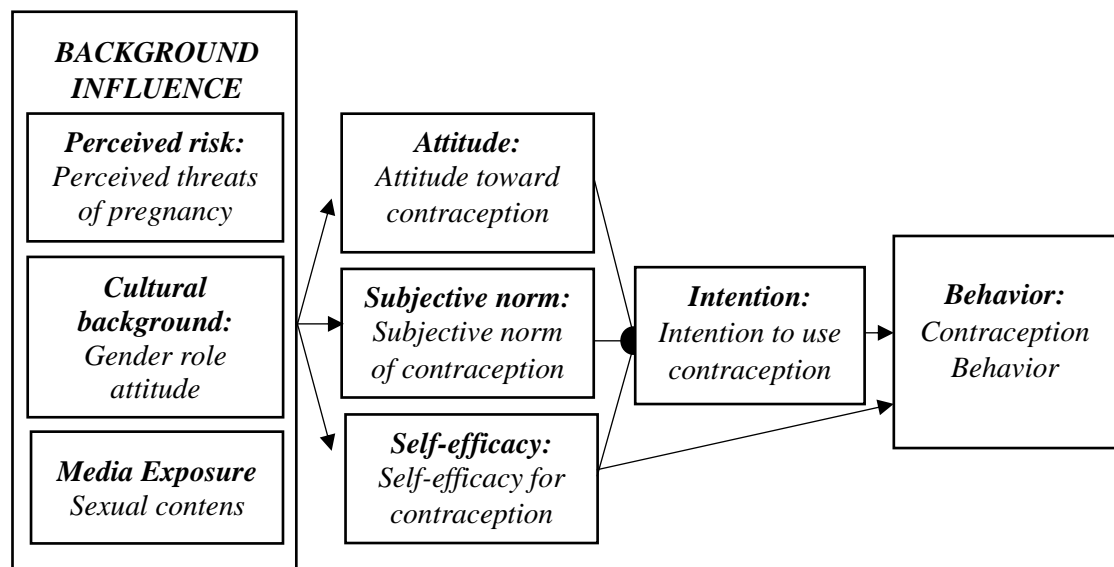 BACKGROUND
INFLUENCE
Perceived risk:
Perceived threats
of pregnancy
Cultural
background:
Gender role
attitude
Media Exposure
Sexual contens
Attitude:
Attitude toward
contraception
Subjective norm:
Subjective norm
of contraception
Self-efficacy:
Self-efficacy for
contraception
Intention:
Intention to use
contraception
Behavior:
Contraception
Behavior